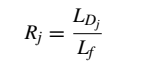 $R_j = \frac{L_{D_j}}{L_f}$